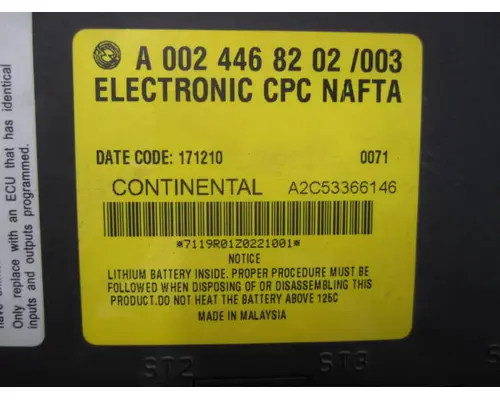 A 002 446 82 02 /003
ELECTRONIC CPC NAFTA
DATE CODE: 171210 0071
CONTINENTAL A2C53366146
*7119R01Z0221001*
NOTICE
LITHIUM BATTERY INSIDE. PROPER PROCEDURE MUST BE
FOLLOWED WHEN DISPOSING OF OR DISASSEMBLING THIS
PRODUCT.DO NOT HEAT THE BATTERY ABOVE 125C
MADE IN MALAYSIA
Only replace with an ECU that has identical
inputs and outputs programmed.
ST2 ST3